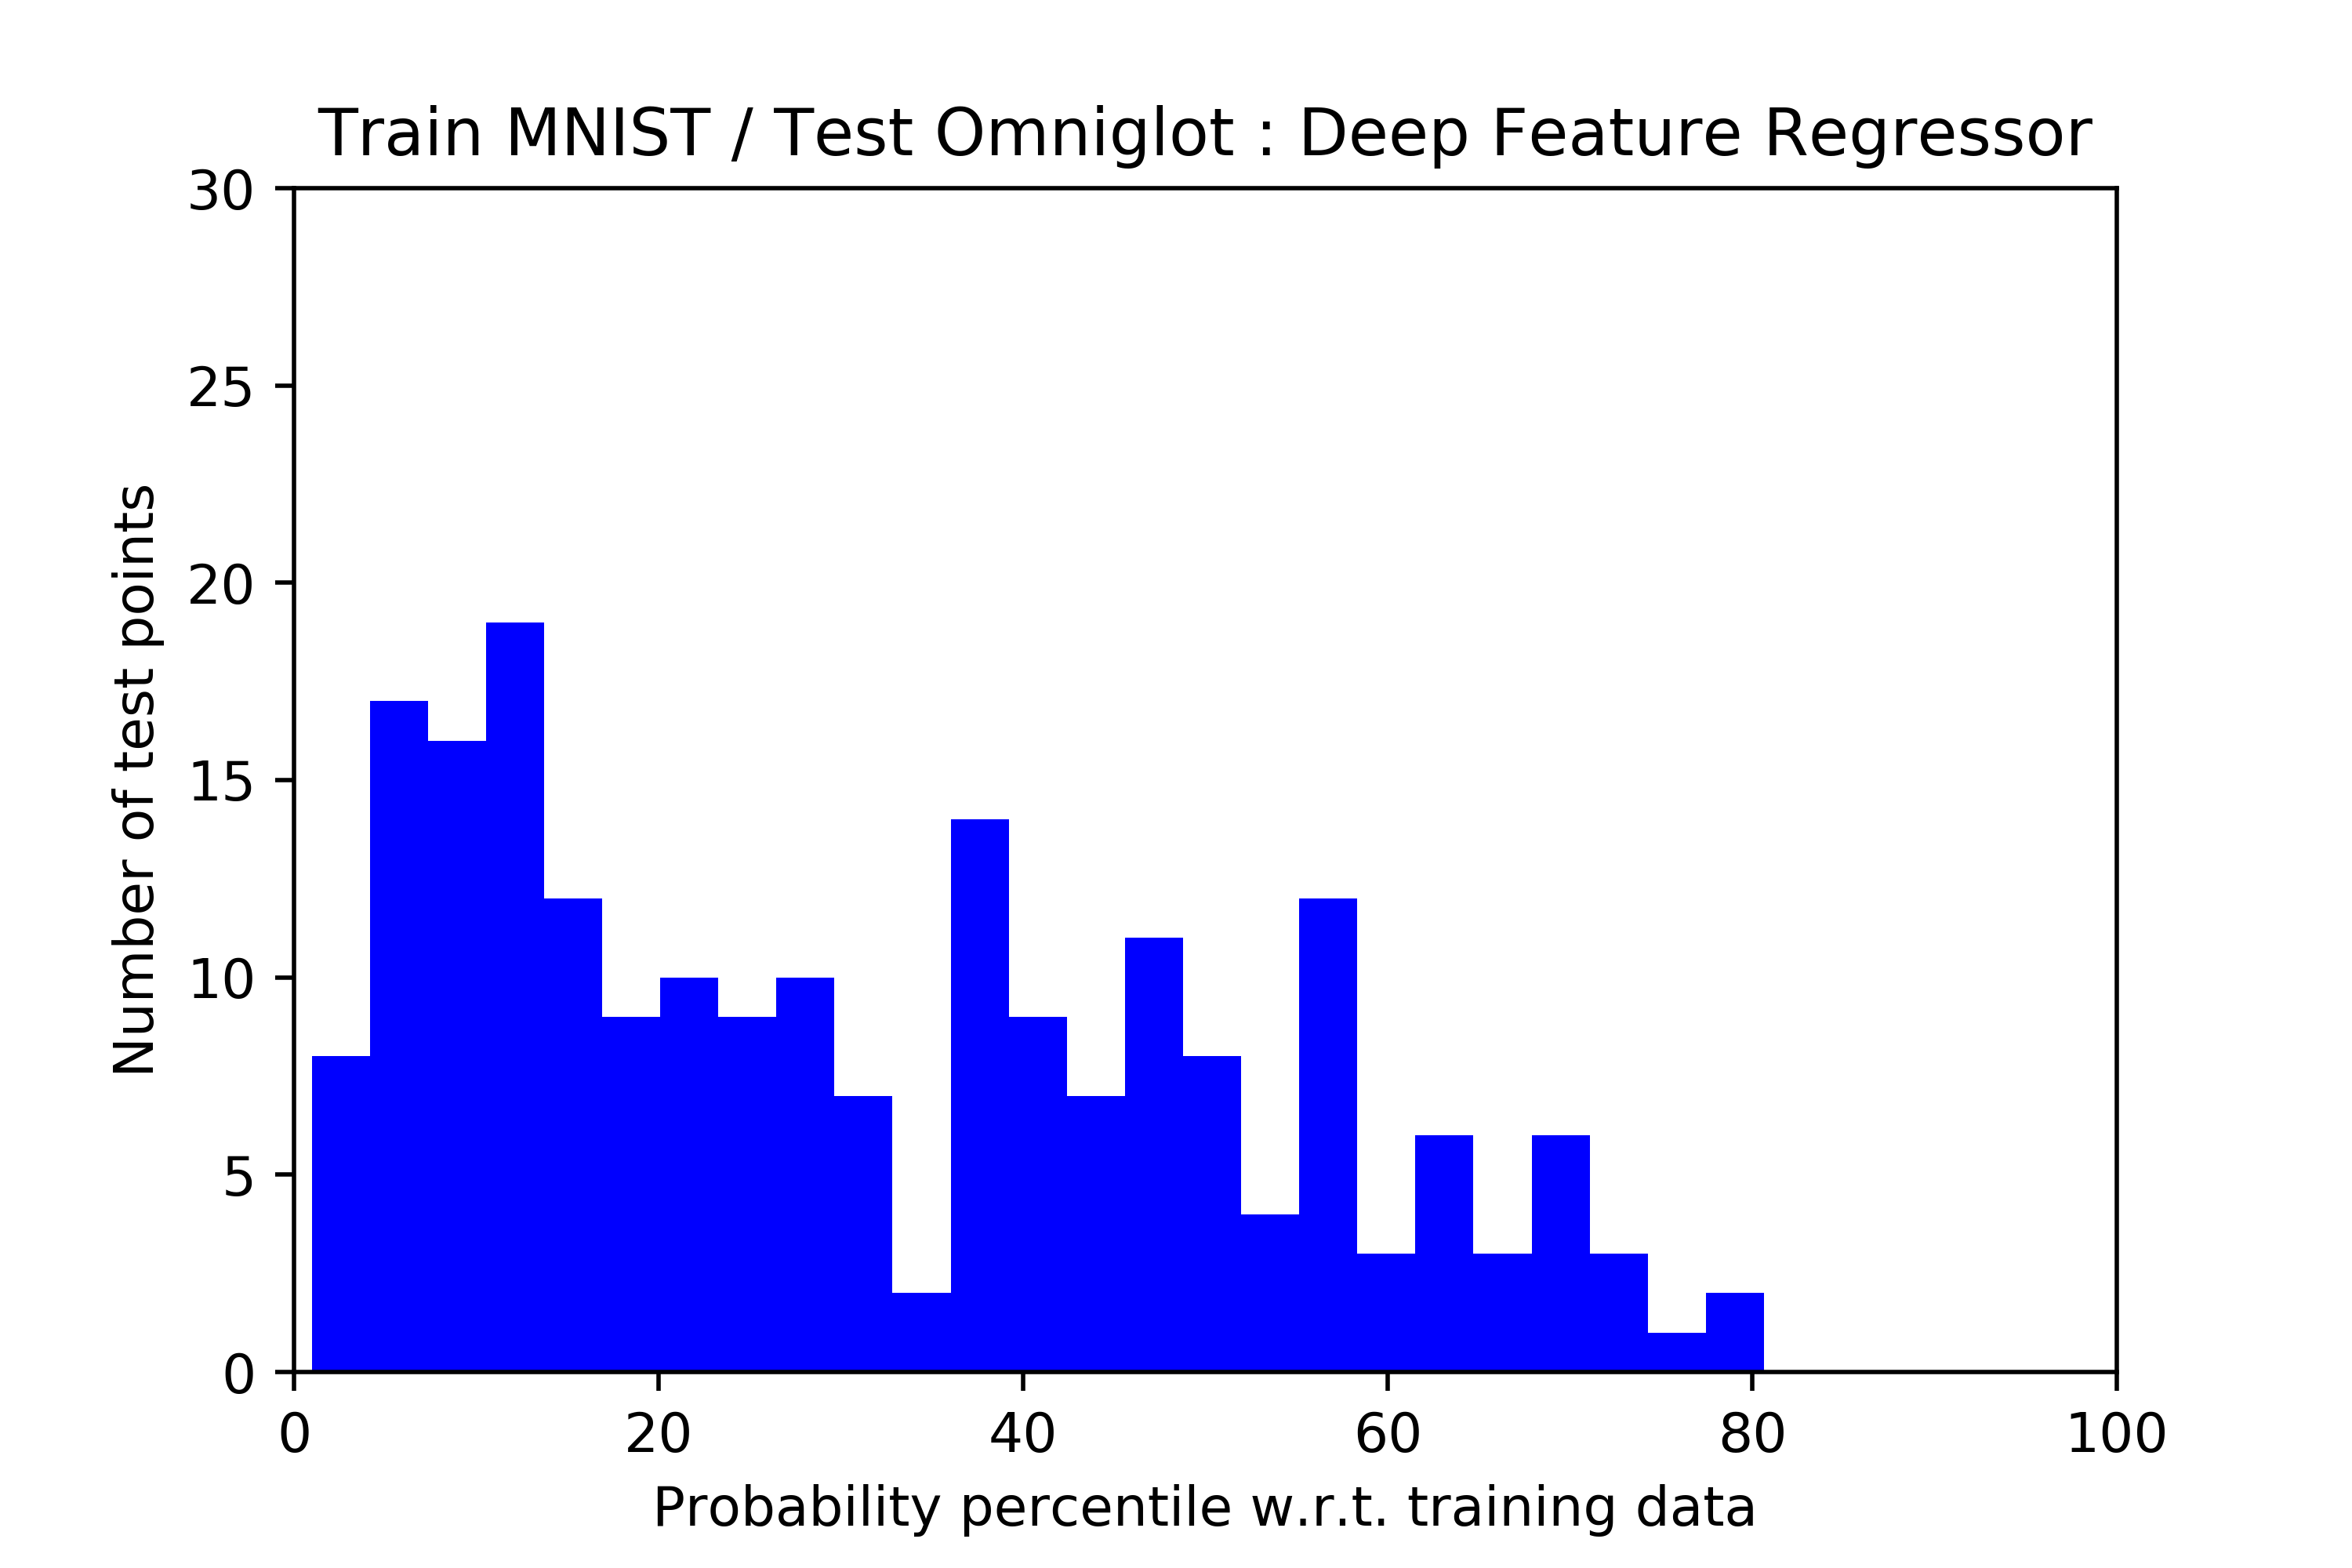 Train MNIST / Test Omniglot : Deep Feature Regressor
30
25
20
15
10
5
0
Number of test points
0 20 40 60 80 100
Probability percentile w.r.t. training data